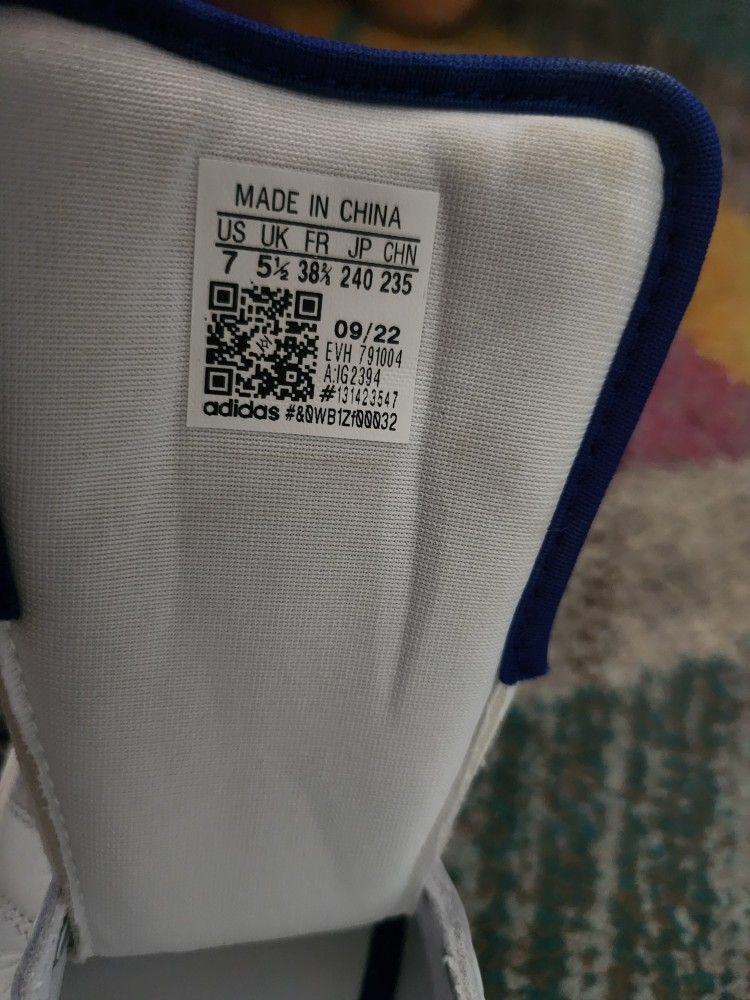 MADE IN CHINA
US UK FR JP CHN
7 5½ 38⅔ 240 235
09/22
EVH 791004
A:IG2394
#131423547
adidas #&0WB1Zf00032